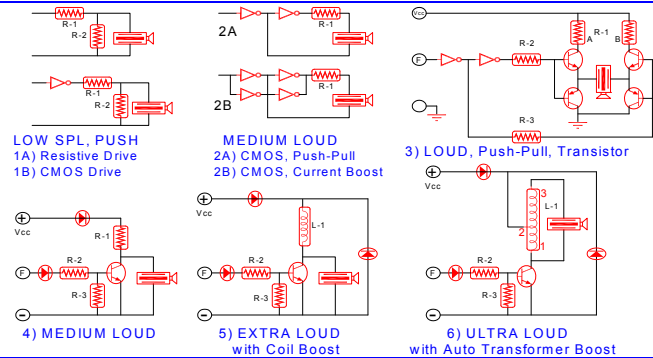 R-1
R-2
R-1
R-2
LOW SPL, PUSH
1A) Resistive Drive
1B) CMOS Drive
2A
R-1
2B
R-1
MEDIUM LOUD
2A) CMOS, Push-Pull
2B) CMOS, Current Boost
Vcc
R-1
A
B
F
R-2
R-3
3) LOUD, Push-Pull, Transistor
Vcc
R-1
F
R-2
R-3
4) MEDIUM LOUD
Vcc
L-1
F
R-2
R-3
5) EXTRA LOUD
with Coil Boost
Vcc
3
L-1
2
1
F
R-2
R-3
6) ULTRA LOUD
with Auto Transformer Boost